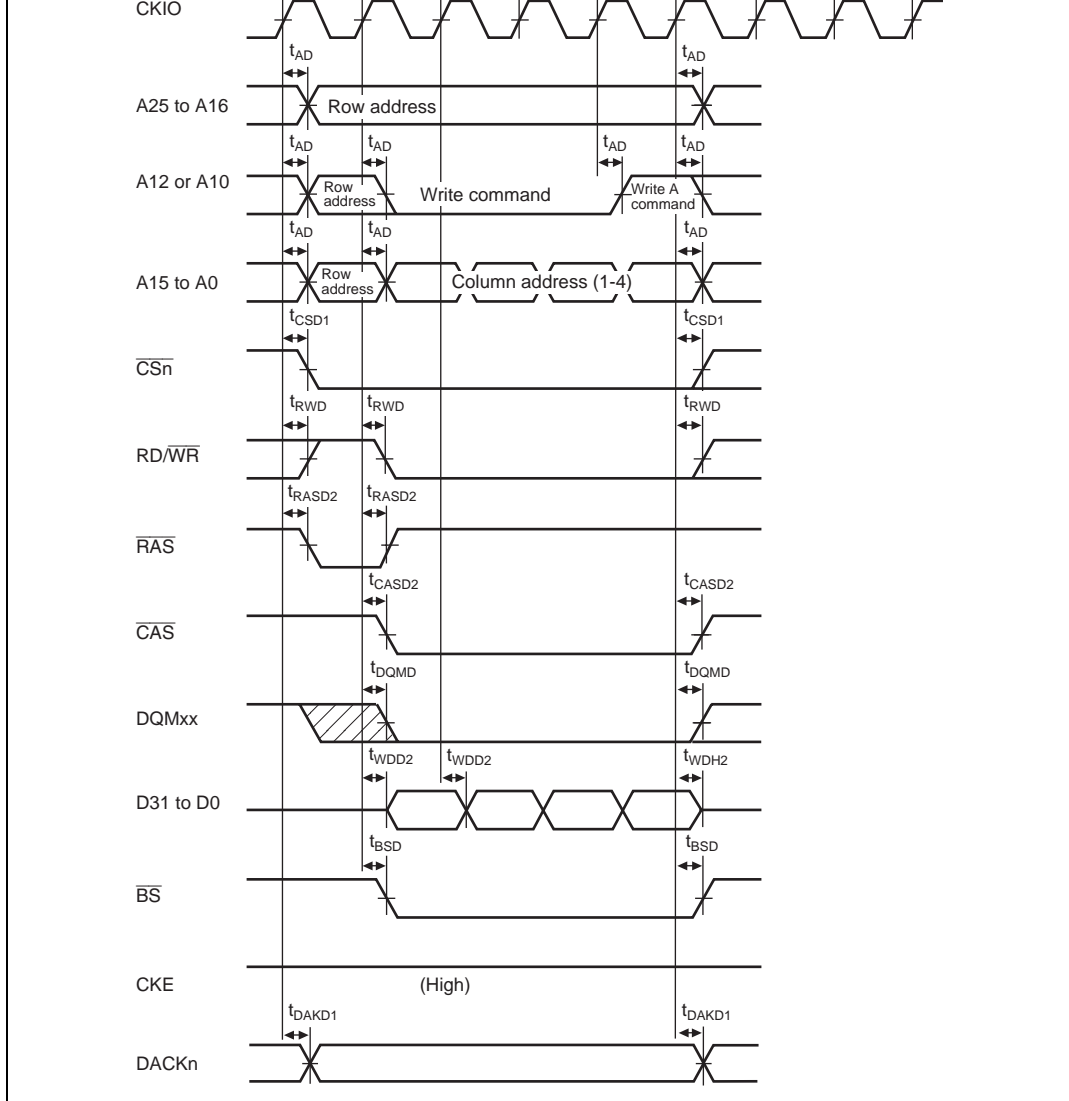 CKIO
tAD tAD
A25 to A16 Row address
tAD tAD tAD tAD
A12 or A10 Row address Write command Write A command
tAD tAD tAD
A15 to A0 Row address Column address (1-4)
tCSD1 tCSD1
CSn
tRWD tRWD tRWD
RD/WR
tRASD2 tRASD2
RAS
tCASD2 tCASD2
CAS
tDQMD tDQMD
DQMxx
tWDD2 tWDD2 tWDH2
D31 to D0
tBSD tBSD
BS
CKE (High)
tDAKD1 tDAKD1
DACKn